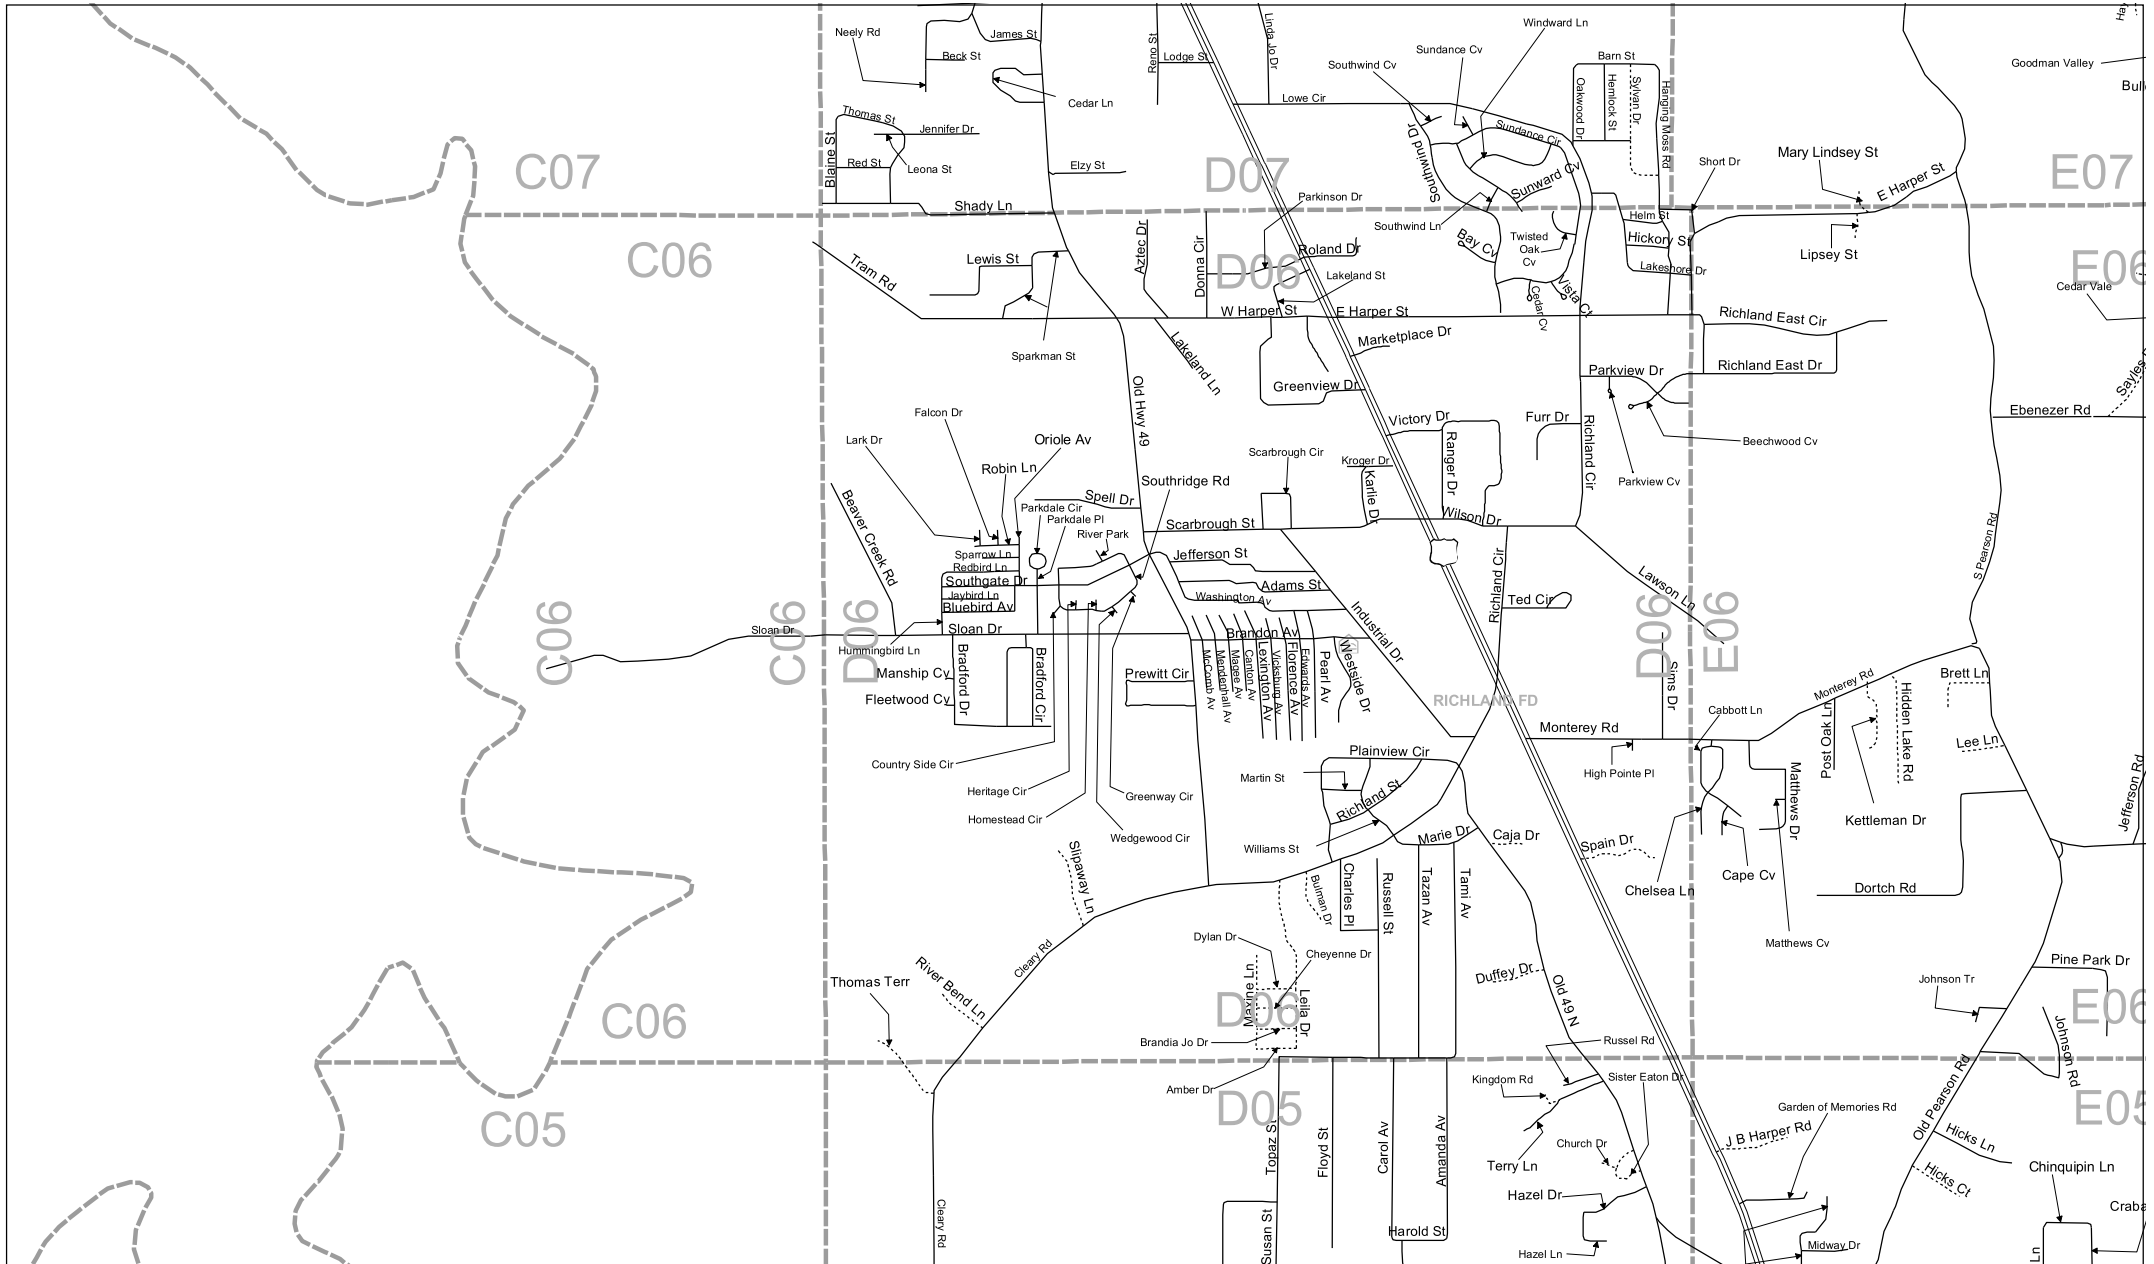 Neely Rd
James St
Beck St
Cedar Ln
Reno St
Lodge St
Linda Jo Dr
Windward Ln
Sundance Cv
Southwind Cv
Barn St
Oakwood Dr
Hemlock St
Sylvan Dr
Hanging Moss Rd
Goodman Valley
Lowe Cir
Thomas St
Jennifer Dr
Blaine St
Red St
Leona St
Elzy St
Shady Ln
C07
D07
E07
Southwind Dr
Sundance Cir
Sunward Cv
Short Dr
Mary Lindsey St
E Harper St
Parkinson Dr
Southwind Ln
Bay Cv
Twisted
Oak
Cv
Helm St
Hickory St
Lakeshore Dr
Lipsey St
C06
D06
E06
Tram Rd
Lewis St
Sparkman St
Aztec Dr
Donna Cir
Roland Dr
Lakeland St
Cedar Cv
Vista Ct
Cedar Vale
W Harper St
E Harper St
Richland East Cir
Marketplace Dr
Lakeland Ln
Greenview Dr
Parkview Dr
Richland East Dr
Old Hwy 49
Victory Dr
Ranger Dr
Furr Dr
Richland Cir
Ebenezer Rd
Beechwood Cv
Parkview Cv
Falcon Dr
Lark Dr
Oriole Av
Robin Ln
Scarbrough Cir
Kroger Dr
Karlie Dr
Southridge Rd
Spell Dr
Parkdale Cir
Parkdale Pl
River Park
Scarbrough St
Wilson Dr
S Pearson Rd
Beaver Creek Rd
Sparrow Ln
Redbird Ln
Southgate Dr
Jaybird Ln
Bluebird Av
Jefferson St
Adams St
Washington Av
Richland Cir
Ted Cir
Lawson Ln
C06
C06
D06
D06
E06
Sloan Dr
Sloan Dr
Hummingbird Ln
Brandon Av
Industrial Dr
Manship Cv
Fleetwood Cv
Bradford Dr
Bradford Cir
Prewitt Cir
McComb Av
Mendenhall Av
Magee Av
Canton Av
Lexington Av
Vicksburg Av
Florence Av
Edwards Av
Pearl Av
Westside Dr
RICHLAND FD
Sims Dr
Monterey Rd
Monterey Rd
Cabbott Ln
Post Oak Ln
Hidden Lake Rd
Brett Ln
Lee Ln
Country Side Cir
Heritage Cir
Homestead Cir
Greenway Cir
Wedgewood Cir
Plainview Cir
Martin St
Richland St
Williams St
Marie Dr
Caja Dr
High Pointe Pl
Spain Dr
Chelsea Ln
Cape Cv
Matthews Dr
Matthews Cv
Kettleman Dr
Dortch Rd
Jefferson Rd
Slipaway Ln
Bulman Dr
Charles Pl
Russell St
Tazan Av
Tami Av
Dylan Dr
Cheyenne Dr
Maxine Ln
Leila Dr
Brandia Jo Dr
Amber Dr
Cleary Rd
River Bend Ln
Thomas Terr
Duffey Dr
Old 49 N
Pine Park Dr
Johnson Tr
Johnson Rd
C06
D06
E06
Russel Rd
Kingdom Rd
Sister Eaton Dr
Garden of Memories Rd
Old Pearson Rd
C05
D05
E05
Topaz St
Floyd St
Carol Av
Amanda Av
Church Dr
Terry Ln
J B Harper Rd
Hicks Ln
Hicks Ct
Chinquipin Ln
Cleary Rd
Susan St
Harold St
Hazel Dr
Hazel Ln
Midway Dr
Ln